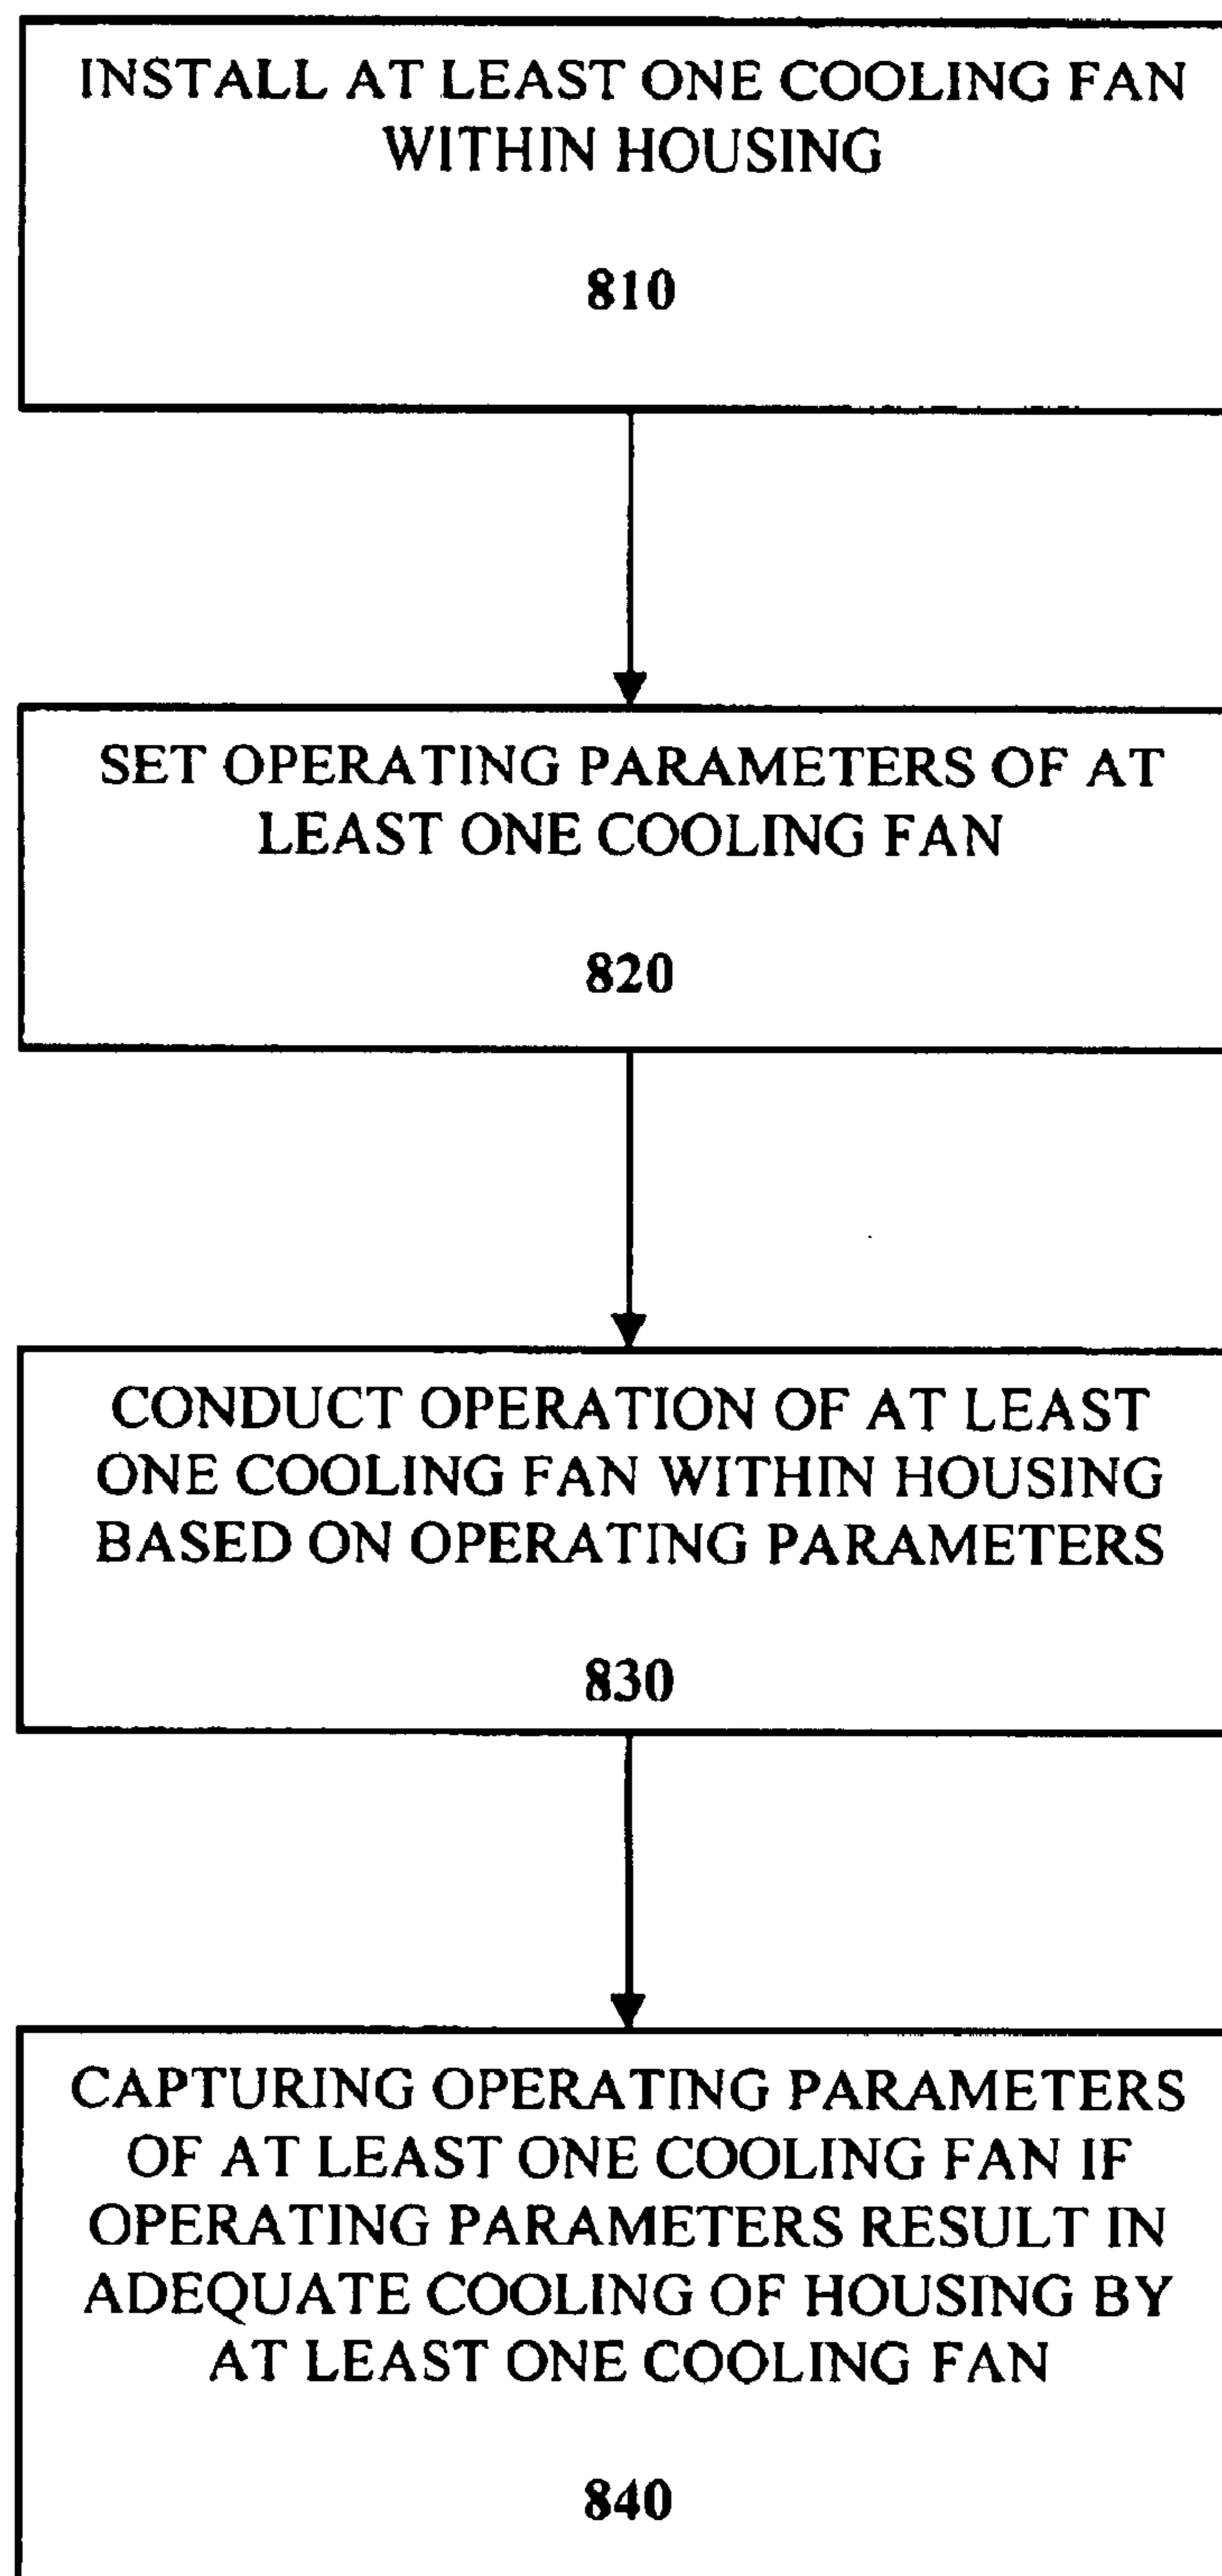 INSTALL AT LEAST ONE COOLING FAN
WITHIN HOUSING
810
SET OPERATING PARAMETERS OF AT
LEAST ONE COOLING FAN
820
CONDUCT OPERATION OF AT LEAST
ONE COOLING FAN WITHIN HOUSING
BASED ON OPERATING PARAMETERS
830
CAPTURING OPERATING PARAMETERS
OF AT LEAST ONE COOLING FAN IF
OPERATING PARAMETERS RESULT IN
ADEQUATE COOLING OF HOUSING BY
AT LEAST ONE COOLING FAN
840